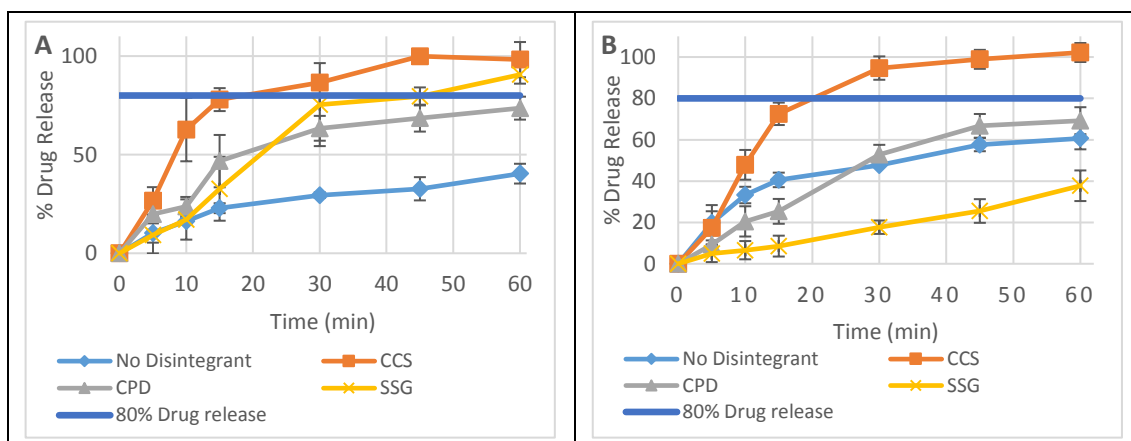 A
% Drug Release
100
50
0
0 10 20 30 40 50 60
Time (min)
No Disintegrant CCS
CPD SSG
80% Drug release
B
% Drug Release
100
80
60
40
20
0
0 10 20 30 40 50 60
Time (min)
No Disintegrant CCS
CPD SSG
80% Drug release